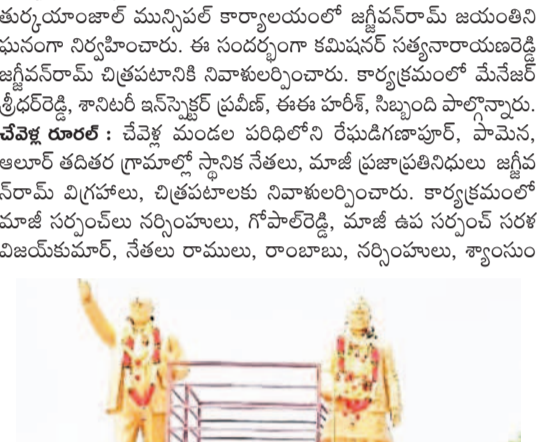 తుర్కయాంజాల్ మున్సిపల్ కార్యాలయంలో జగ్జీవన్‌రామ్ జయంతిని
ఘనంగా నిర్వహించారు. ఈ సందర్భంగా కమిషనర్ సత్యనారాయణరెడ్డి
జగ్జీవన్‌రామ్ చిత్రపటానికి నివాళులర్పించారు. కార్యక్రమంలో మేనేజర్
శ్రీధర్‌రెడ్డి, శానిటరీ ఇన్‌స్పెక్టర్ ప్రవీణ్, ఈఈ హరీశ్, సిబ్బంది పాల్గొన్నారు.
చేవెళ్ల రూరల్ : చేవెళ్ల మండల పరిధిలోని రేఘడిగణాపూర్, పామెన,
ఆలూర్ తదితర గ్రామాల్లో స్థానిక నేతలు, మాజీ ప్రజాప్రతినిధులు జగ్జీవ
న్‌రామ్ విగ్రహాలు, చిత్రపటాలకు నివాళులర్పించారు. కార్యక్రమంలో
మాజీ సర్పంచ్‌లు నర్సింహులు, గోపాల్‌రెడ్డి, మాజీ ఉప సర్పంచ్ సరళ
విజయ్‌కుమార్, నేతలు రాములు, రాంబాబు, నర్సింహులు, శ్యాంసుం